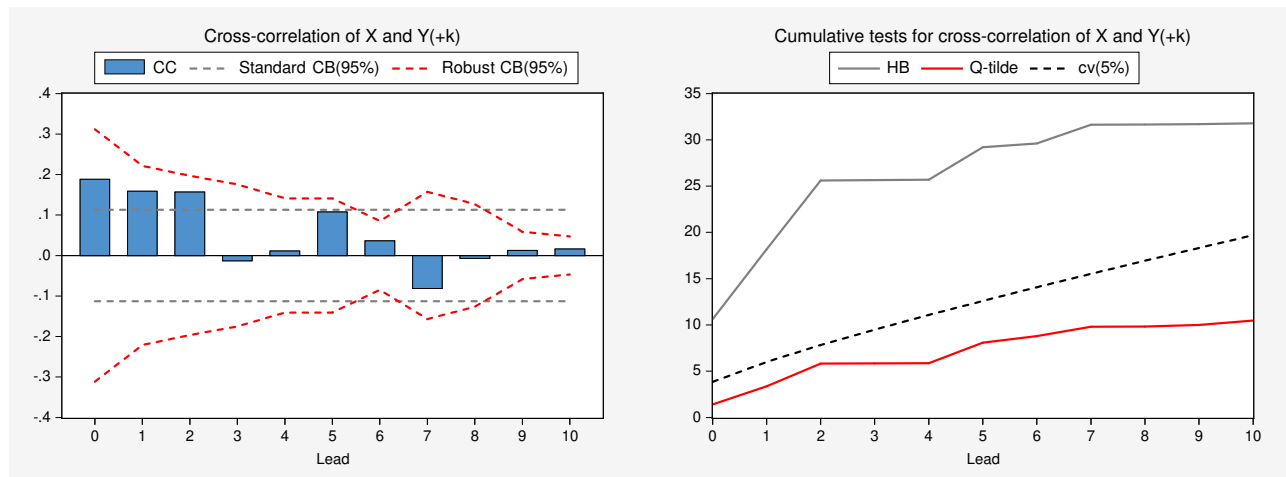 Cross-correlation of X and Y(+k)
CC Standard CB(95%) Robust CB(95%)
.4
.3
.2
.1
.0
-.1
-.2
-.3
-.4
0 1 2 3 4 5 6 7 8 9 10
Lead
Cumulative tests for cross-correlation of X and Y(+k)
HB Q-tilde cv(5%)
35
30
25
20
15
10
5
0
0 1 2 3 4 5 6 7 8 9 10
Lead